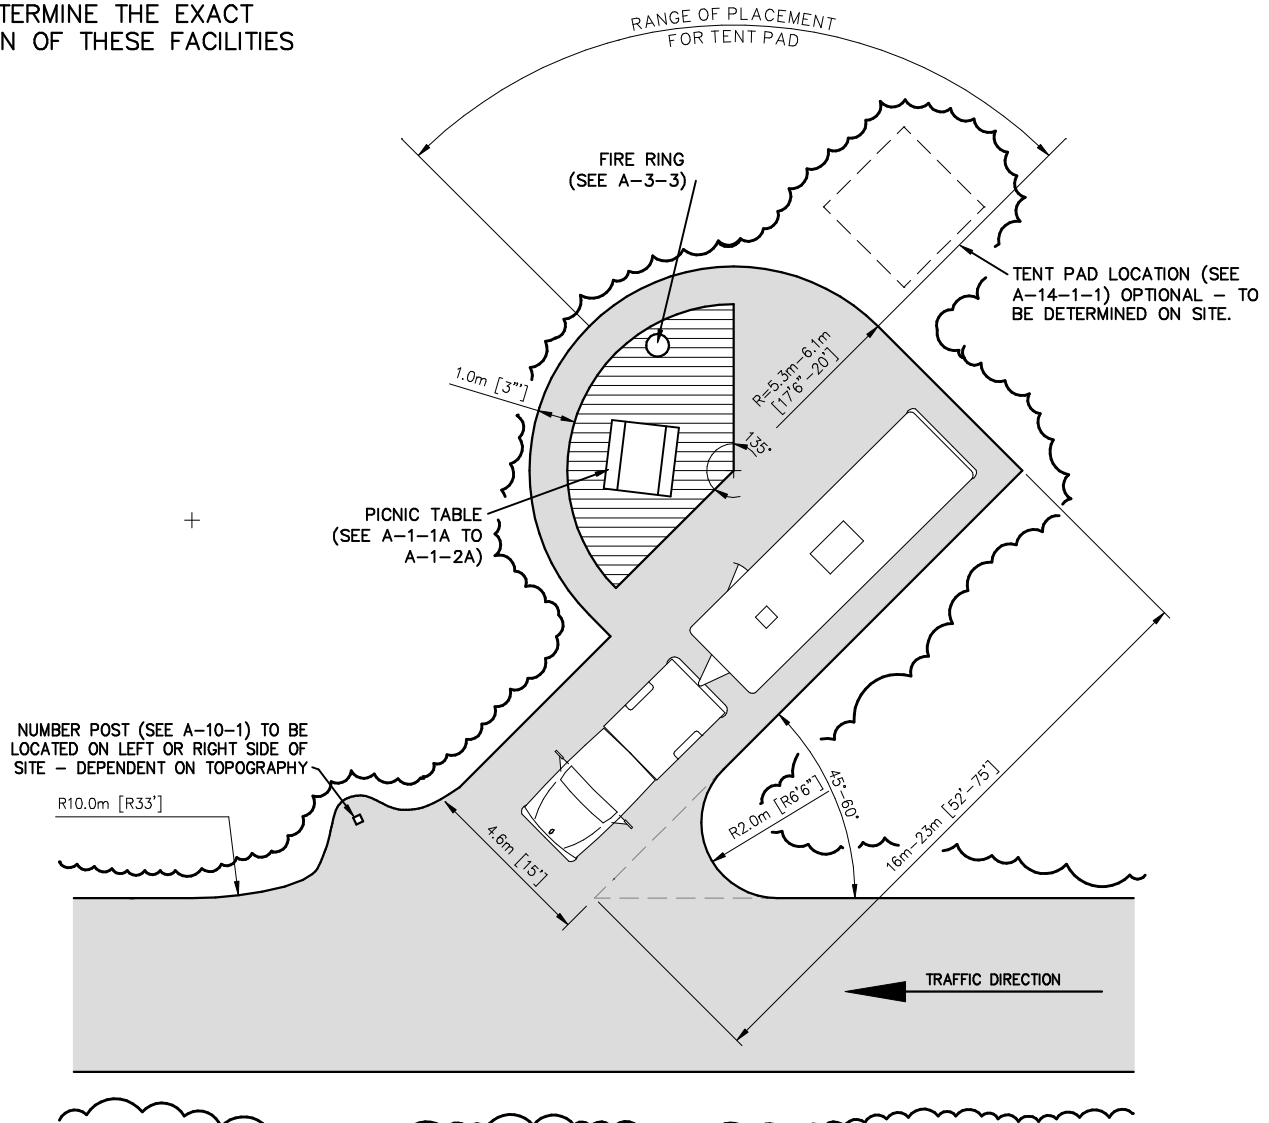 TERMINE THE EXACT
N OF THESE FACILITIES
RANGE OF PLACEMENT
FOR TENT PAD
FIRE RING
(SEE A-3-3)
TENT PAD LOCATION (SEE
A-14-1-1) OPTIONAL - TO
BE DETERMINED ON SITE.
R=5.3m-6.1m
[17'6"-20']
1.0m [3"']
135°
PICNIC TABLE
(SEE A-1-1A TO
A-1-2A)
NUMBER POST (SEE A-10-1) TO BE
LOCATED ON LEFT OR RIGHT SIDE OF
SITE - DEPENDENT ON TOPOGRAPHY
R10.0m [R33']
4.6m [15']
R2.0m [R6'6"]
45°-60°
16m-23m [52'-75']
TRAFFIC DIRECTION